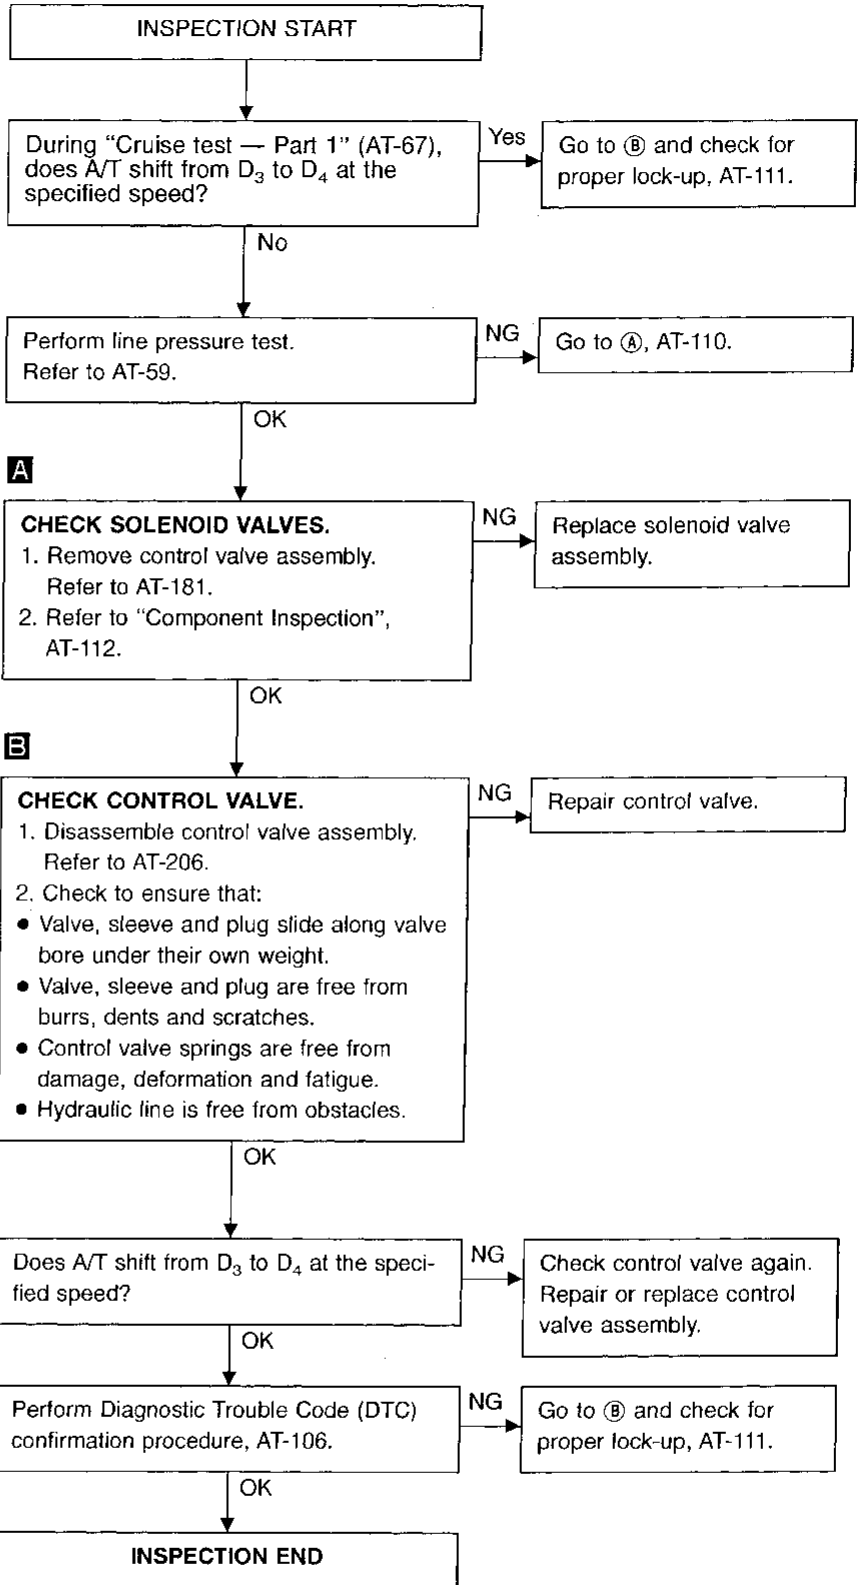 INSPECTION START
During “Cruise test — Part 1” (AT-67),
does A/T shift from D3 to D4 at the
specified speed?
Yes
Go to Ⓑ and check for
proper lock-up, AT-111.
No
Perform line pressure test.
Refer to AT-59.
NG
Go to Ⓐ, AT-110.
OK
A
CHECK SOLENOID VALVES.
1. Remove control valve assembly.
Refer to AT-181.
2. Refer to “Component Inspection”,
AT-112.
NG
Replace solenoid valve
assembly.
OK
B
CHECK CONTROL VALVE.
1. Disassemble control valve assembly.
Refer to AT-206.
2. Check to ensure that:
● Valve, sleeve and plug slide along valve
bore under their own weight.
● Valve, sleeve and plug are free from
burrs, dents and scratches.
● Control valve springs are free from
damage, deformation and fatigue.
● Hydraulic line is free from obstacles.
NG
Repair control valve.
OK
Does A/T shift from D3 to D4 at the speci-
fied speed?
NG
Check control valve again.
Repair or replace control
valve assembly.
OK
Perform Diagnostic Trouble Code (DTC)
confirmation procedure, AT-106.
NG
Go to Ⓑ and check for
proper lock-up, AT-111.
OK
INSPECTION END